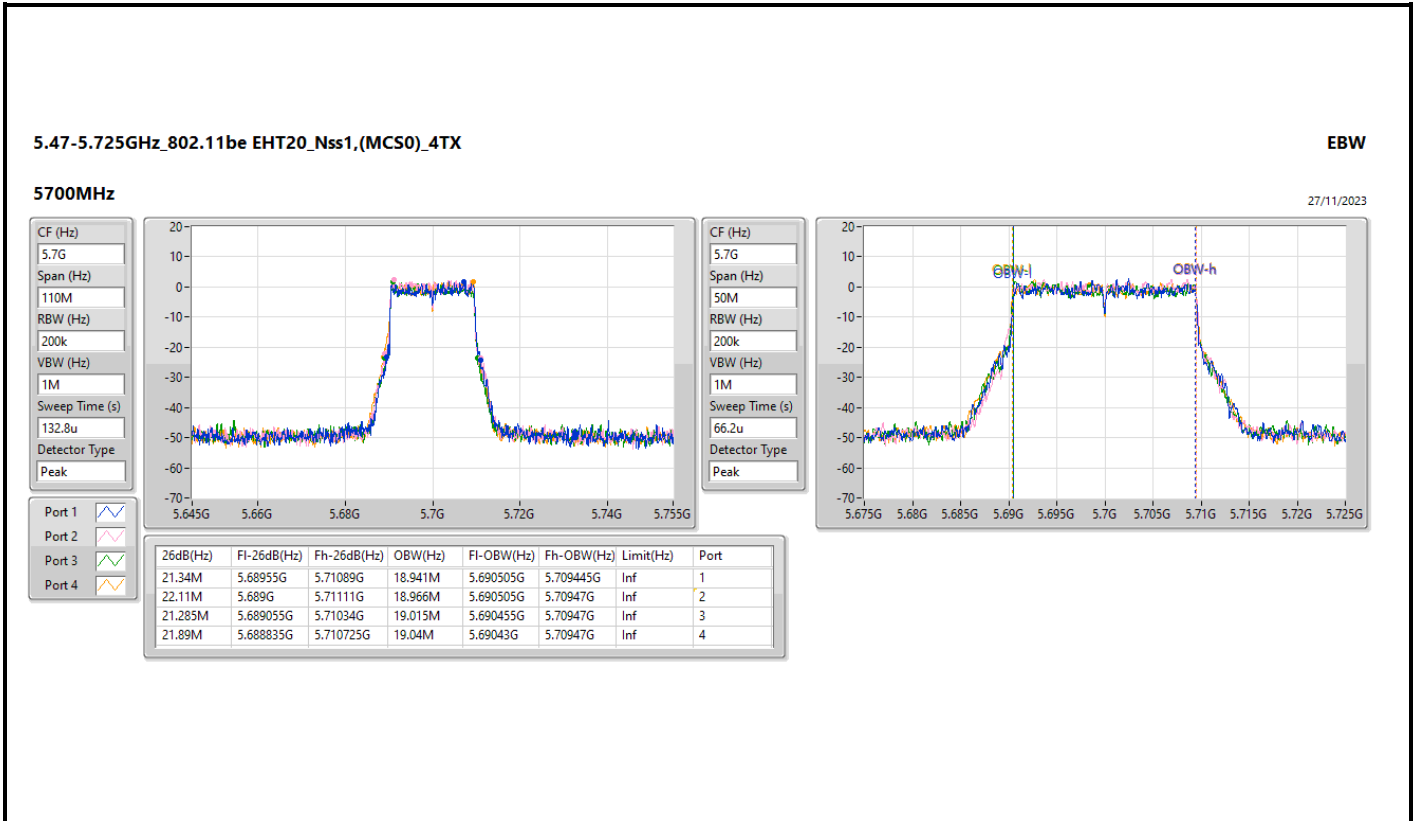 5.47-5.725GHz_802.11be EHT20_Nss1,(MCS0)_4TX
EBW
5700MHz
27/11/2023
CF (Hz)
5.7G
Span (Hz)
110M
RBW (Hz)
200k
VBW (Hz)
1M
Sweep Time (s)
132.8u
Detector Type
Peak
20
10
0
-10
-20
-30
-40
-50
-60
-70
5.645G 5.66G 5.68G 5.7G 5.72G 5.74G 5.755G
CF (Hz)
5.7G
Span (Hz)
50M
RBW (Hz)
200k
VBW (Hz)
1M
Sweep Time (s)
66.2u
Detector Type
Peak
20
10
0
-10
-20
-30
-40
-50
-60
-70
OBW-l
OBW-h
5.675G 5.68G 5.685G 5.69G 5.695G 5.7G 5.705G 5.71G 5.715G 5.72G 5.725G
Port 1
Port 2
Port 3
Port 4
26dB(Hz) Fl-26dB(Hz) Fh-26dB(Hz) OBW(Hz) Fl-OBW(Hz) Fh-OBW(Hz) Limit(Hz) Port
21.34M 5.68955G 5.71089G 18.941M 5.690505G 5.709445G Inf 1
22.11M 5.689G 5.71111G 18.966M 5.690505G 5.70947G Inf 2
21.285M 5.689055G 5.71034G 19.015M 5.690455G 5.70947G Inf 3
21.89M 5.688835G 5.710725G 19.04M 5.69043G 5.70947G Inf 4